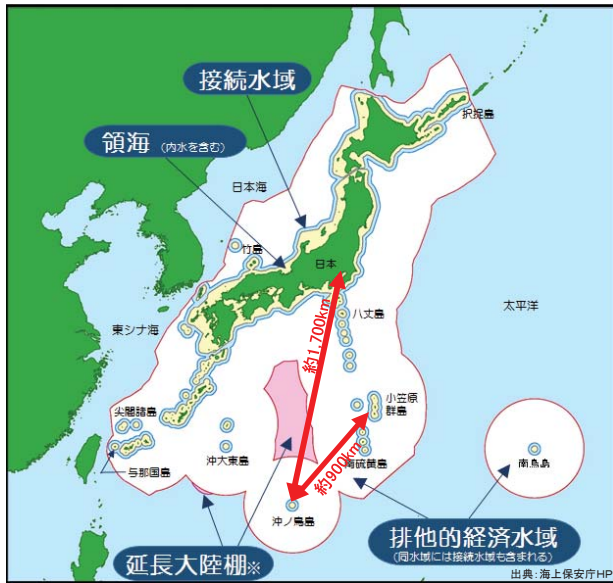 接続水域
択捉島
領海（内水を含む）
日本海
竹島
日本
太平洋
東シナ海
八丈島
約1,700km
小笠原
群島
尖閣諸島
約900km
沖大東島
南硫黄島
南鳥島
与那国島
沖ノ鳥島
排他的経済水域
（同水域には接続水域も含まれる）
延長大陸棚※
出典：海上保安庁HP